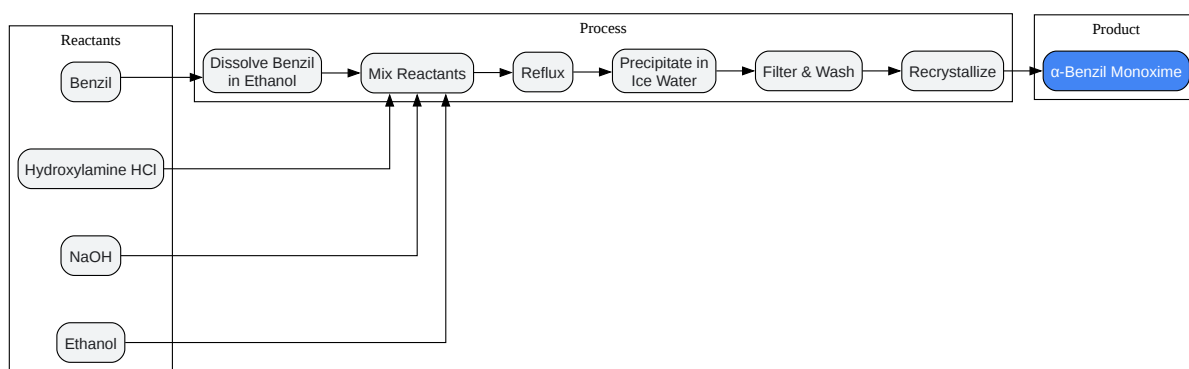 Reactants
Benzil
Hydroxylamine HCl
NaOH
Ethanol
Process
Dissolve Benzil
in Ethanol
Mix Reactants
Reflux
Precipitate in
Ice Water
Filter & Wash
Recrystallize
Product
α-Benzil Monoxime